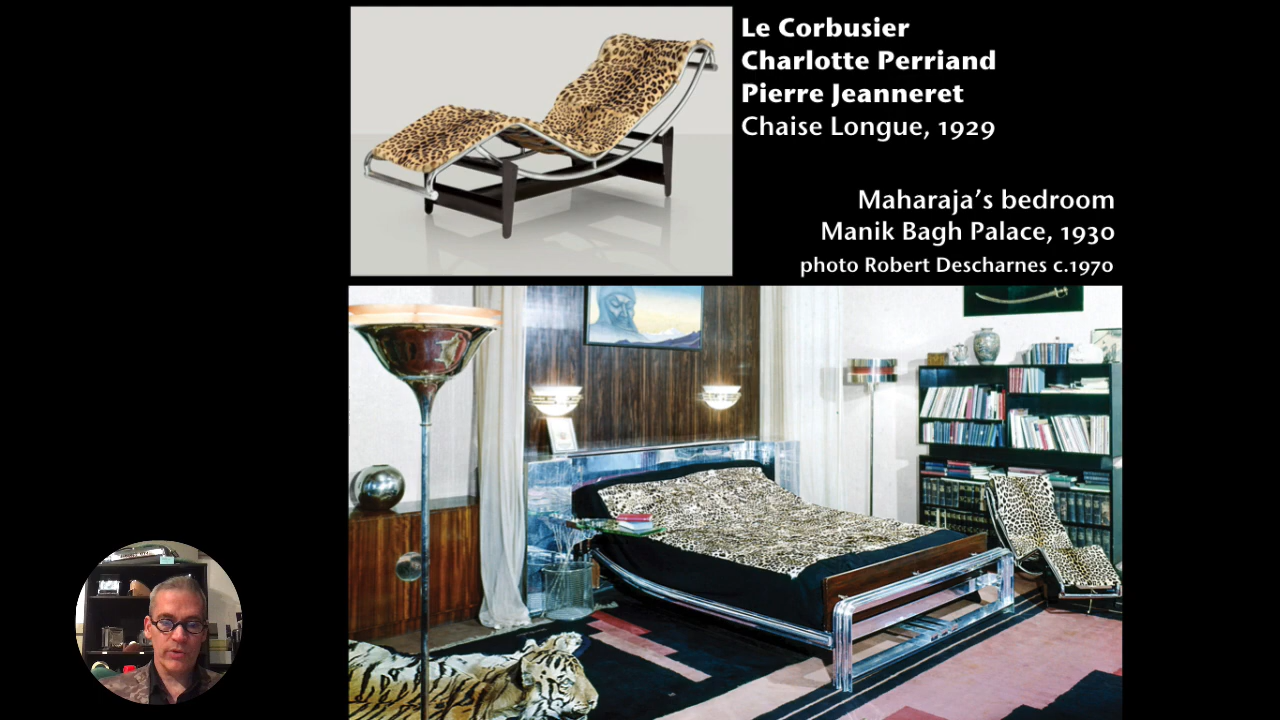 Le Corbusier
Charlotte Perriand
Pierre Jeanneret
Chaise Longue, 1929
Maharaja’s bedroom
Manik Bagh Palace, 1930
photo Robert Descharnes c.1970